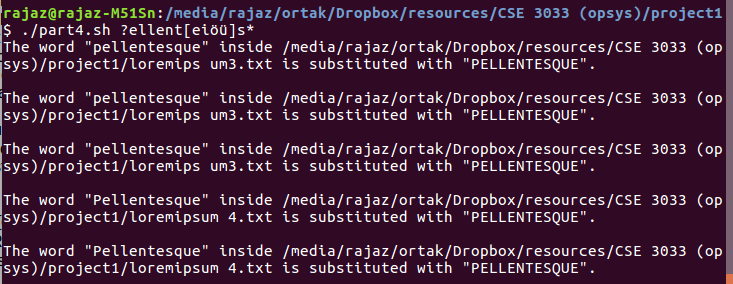 rajaz@rajaz-M51Sn:/media/rajaz/ortak/Dropbox/resources/CSE 3033 (opsys)/project1
$ ./part4.sh ?ellent[eiöü]s*
The word "pellentesque" inside /media/rajaz/ortak/Dropbox/resources/CSE 3033 (op
sys)/project1/loremips um3.txt is substituted with "PELLENTESQUE".
The word "pellentesque" inside /media/rajaz/ortak/Dropbox/resources/CSE 3033 (op
sys)/project1/loremips um3.txt is substituted with "PELLENTESQUE".
The word "pellentesque" inside /media/rajaz/ortak/Dropbox/resources/CSE 3033 (op
sys)/project1/loremips um3.txt is substituted with "PELLENTESQUE".
The word "Pellentesque" inside /media/rajaz/ortak/Dropbox/resources/CSE 3033 (op
sys)/project1/loremipsum 4.txt is substituted with "PELLENTESQUE".
The word "Pellentesque" inside /media/rajaz/ortak/Dropbox/resources/CSE 3033 (op
sys)/project1/loremipsum 4.txt is substituted with "PELLENTESQUE".